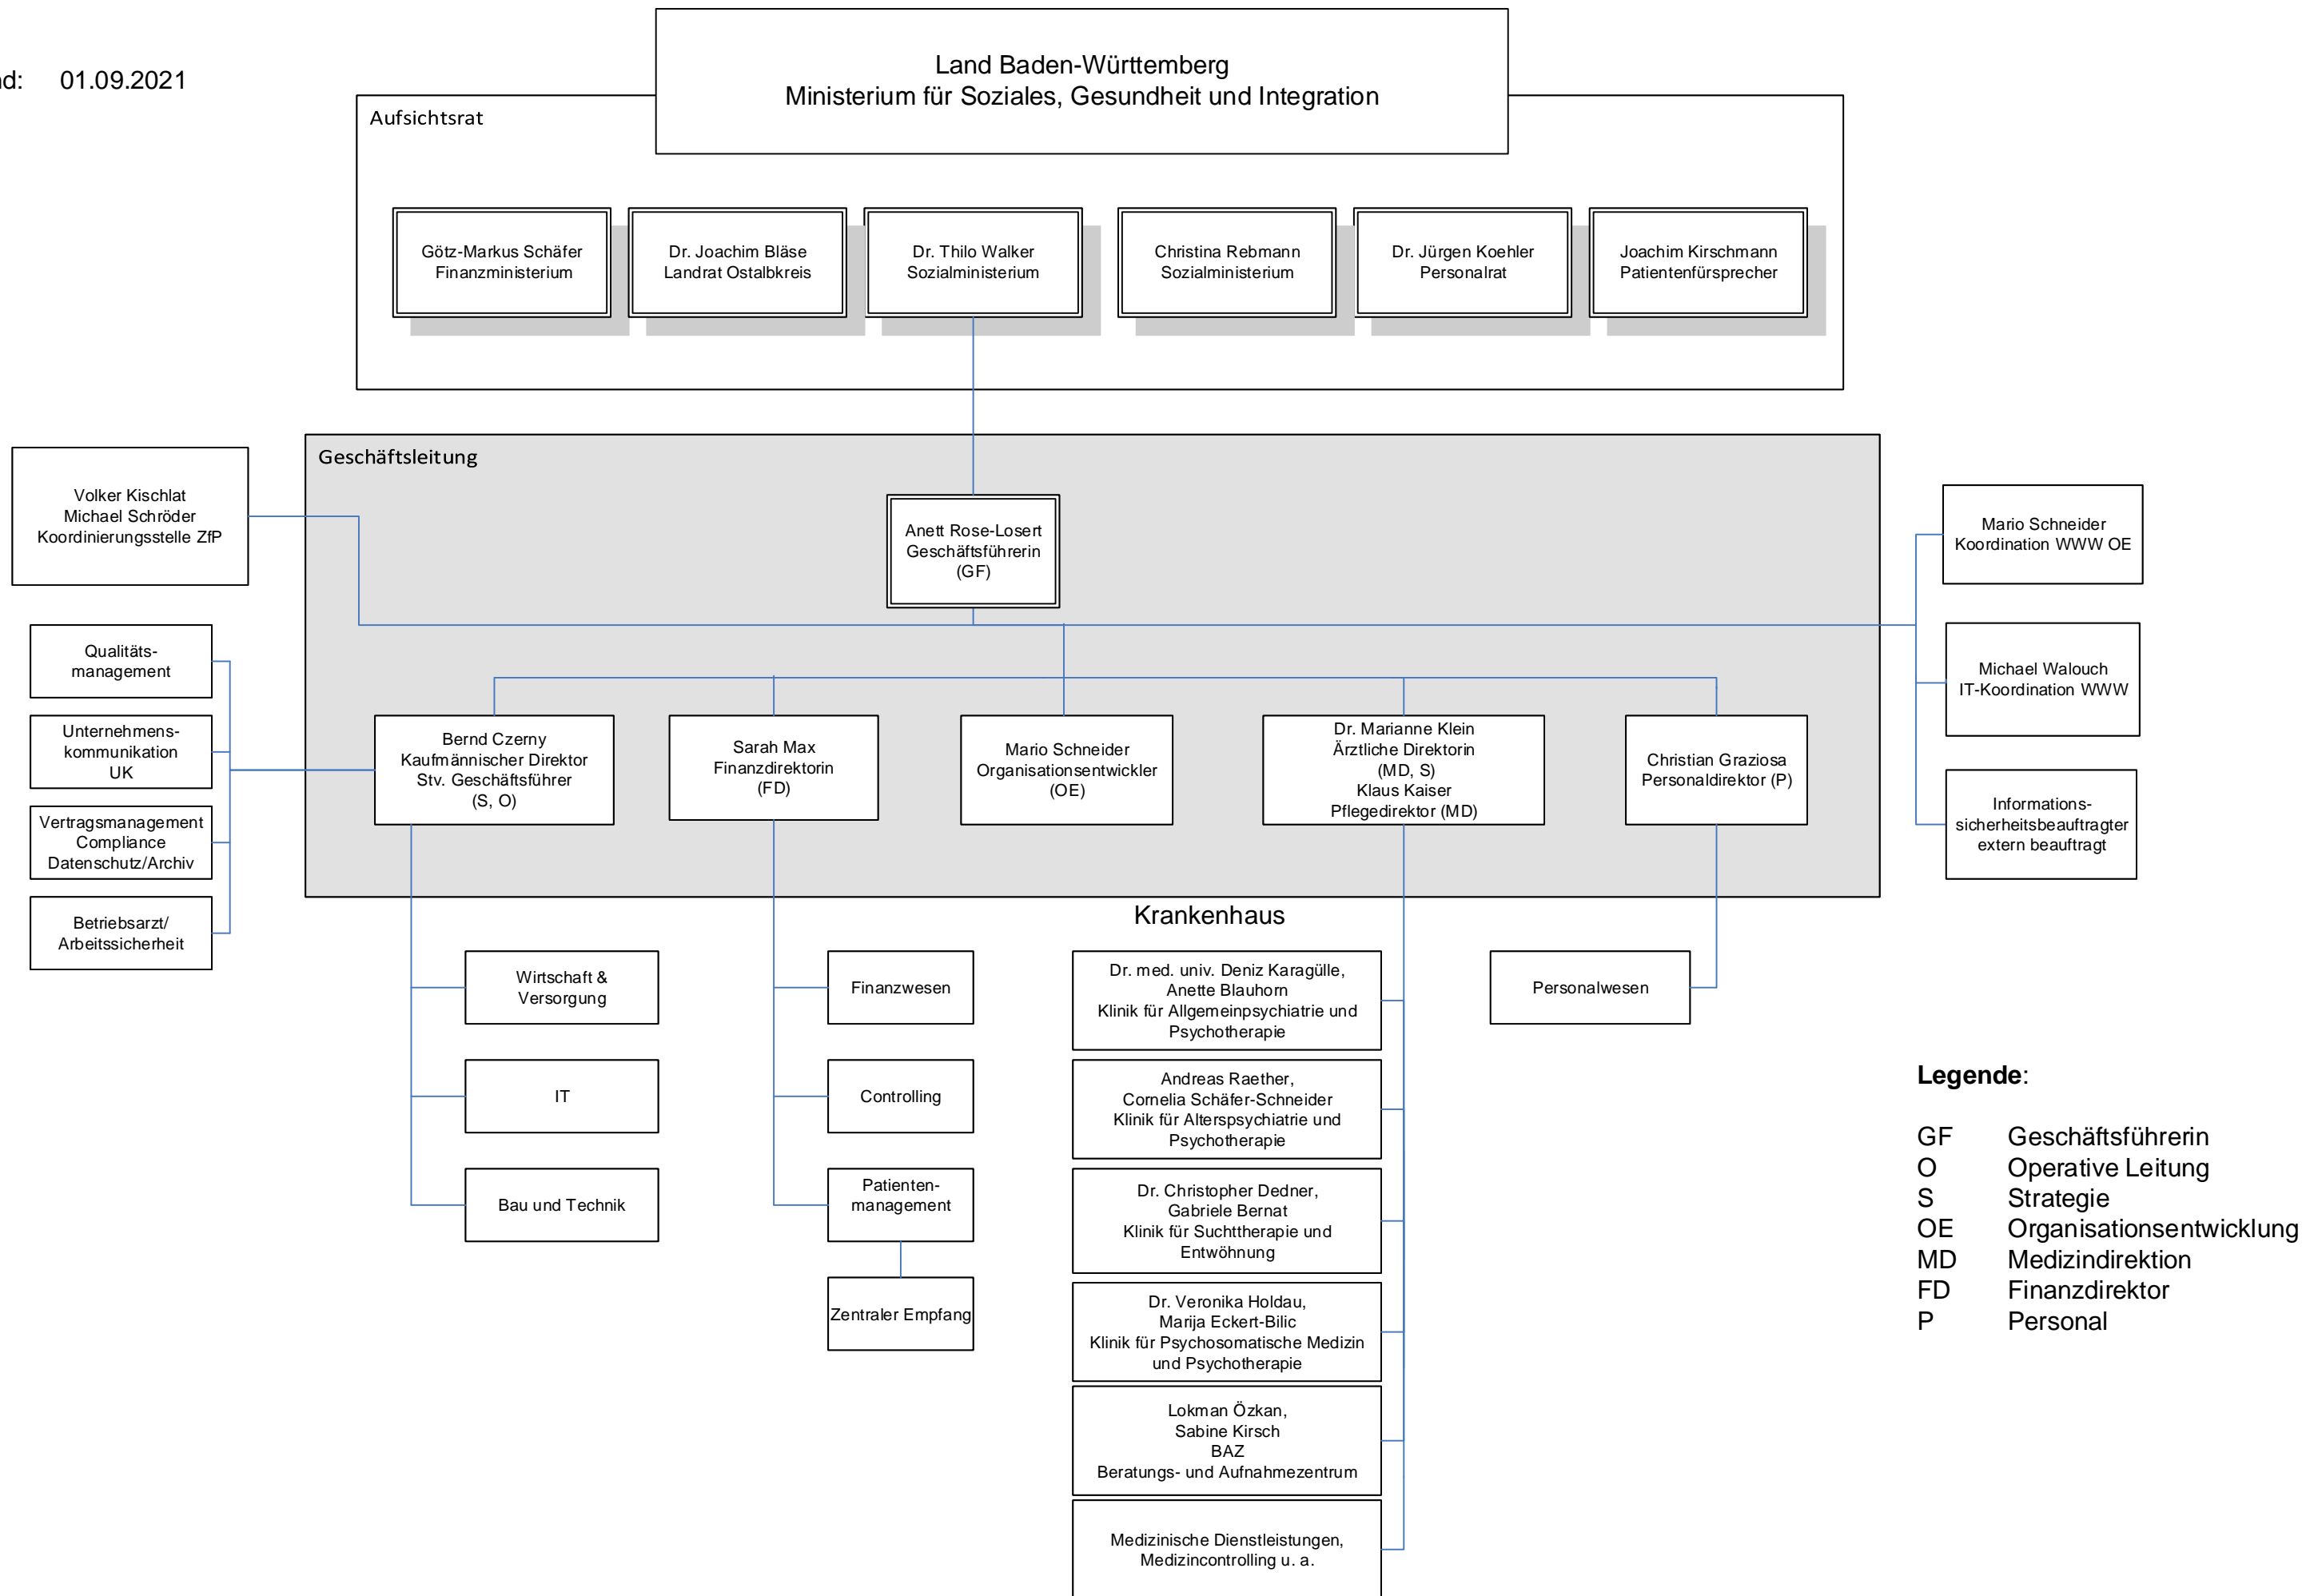 nd: 01.09.2021
Land Baden-Württemberg
Ministerium für Soziales, Gesundheit und Integration
Aufsichtsrat
Götz-Markus Schäfer
Finanzministerium
Dr. Joachim Bläse
Landrat Ostalbkreis
Dr. Thilo Walker
Sozialministerium
Christina Rebmann
Sozialministerium
Dr. Jürgen Koehler
Personalrat
Joachim Kirschmann
Patientenfürsprecher
Geschäftsleitung
Volker Kischlat
Michael Schröder
Koordinierungsstelle ZfP
Anett Rose-Losert
Geschäftsführerin
(GF)
Mario Schneider
Koordination WWW OE
Qualitäts-
management
Michael Walouch
IT-Koordination WWW
Unternehmens-
kommunikation
UK
Vertragsmanagement
Compliance
Datenschutz/Archiv
Betriebsarzt/
Arbeitssicherheit
Bernd Czerny
Kaufmännischer Direktor
Stv. Geschäftsführer
(S, O)
Sarah Max
Finanzdirektorin
(FD)
Mario Schneider
Organisationsentwickler
(OE)
Dr. Marianne Klein
Ärztliche Direktorin
(MD, S)
Klaus Kaiser
Pflegedirektor (MD)
Christian Graziosa
Personaldirektor (P)
Informations-
sicherheitsbeauftragter
extern beauftragt
Krankenhaus
Wirtschaft &
Versorgung
IT
Bau und Technik
Finanzwesen
Controlling
Patienten-
management
Zentraler Empfang
Dr. med. univ. Deniz Karagülle,
Anette Blauhorn
Klinik für Allgemeinpsychiatrie und
Psychotherapie
Andreas Raether,
Cornelia Schäfer-Schneider
Klinik für Alterspsychiatrie und
Psychotherapie
Dr. Christopher Dedner,
Gabriele Bernat
Klinik für Suchttherapie und
Entwöhnung
Dr. Veronika Holdau,
Marija Eckert-Bilic
Klinik für Psychosomatische Medizin
und Psychotherapie
Lokman Özkan,
Sabine Kirsch
BAZ
Beratungs- und Aufnahmezentrum
Medizinische Dienstleistungen,
Medizincontrolling u. a.
Personalwesen
Legende:
GF Geschäftsführerin
O Operative Leitung
S Strategie
OE Organisationsentwicklung
MD Medizindirektion
FD Finanzdirektor
P Personal